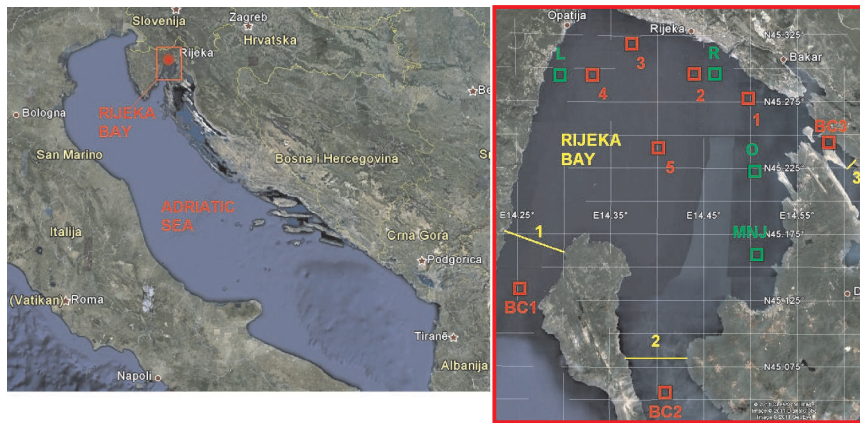 Slovenija
Zagreb
Hrvatska
Rijeka
RIJEKA
BAY
Bologna
San Marino
Bosna i Hercegovina
ADRIATIC
SEA
Italija
Crna Gora
Podgorica
(Vatikan)
Roma
Tiranë
Albanija
Napoli
Opatija
Rijeka
N45.325
Bakar
3
L
R
4
2
N45.275
1
BC3
RIJEKA
BAY
5
O
N45.225
3
E14.25°
E14.35°
E14.45°
E14.55°
1
MNJ
N45.175
BC1
N45.125
2
N45.075
BC2